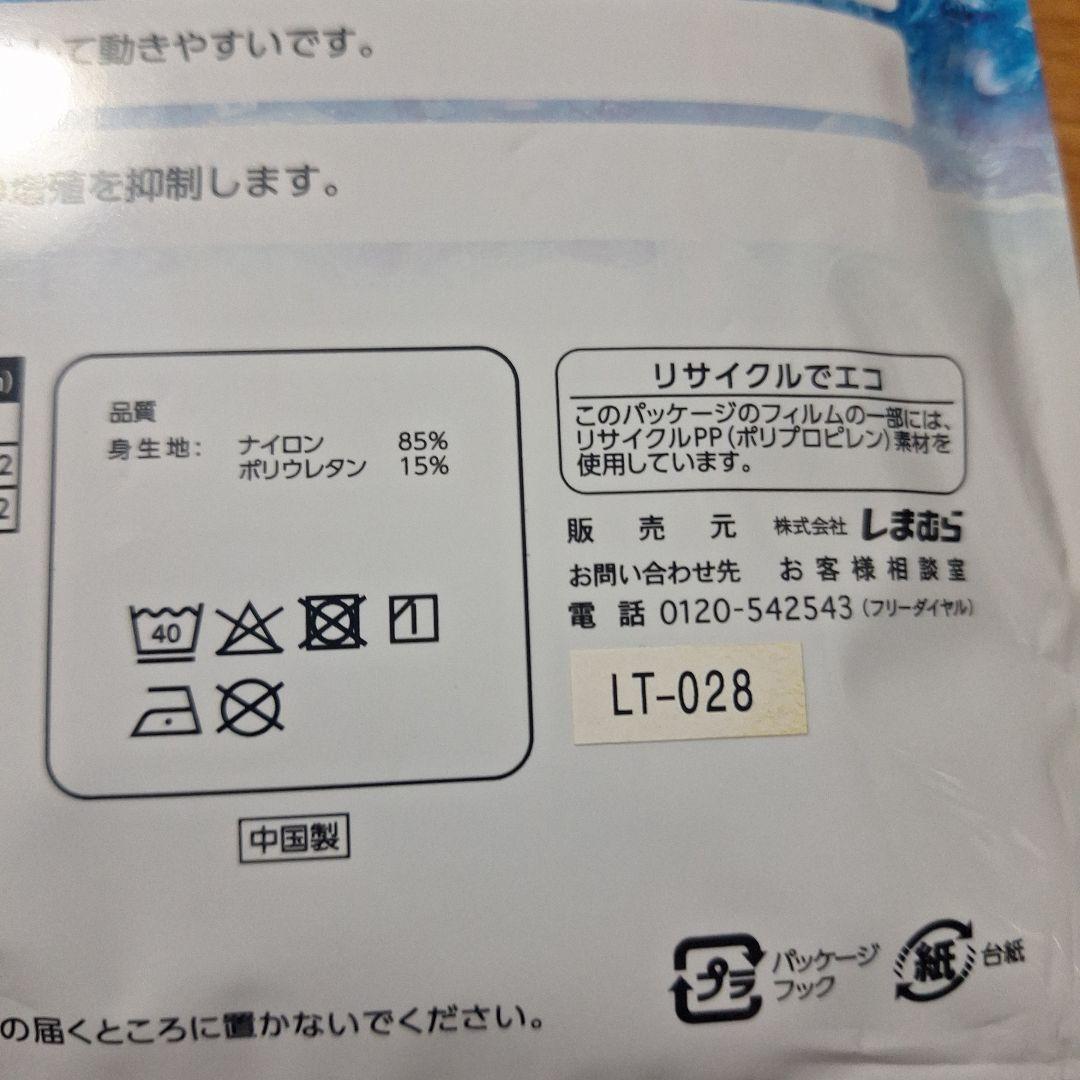 て動きやすいです。
殖を抑制します。
2
2
品質
身生地: ナイロン 85%
ポリウレタン 15%
40
1
中国製
リサイクルでエコ
このパッケージのフィルムの一部には、
リサイクルPP(ポリプロピレン)素材を
使用しています。
販売元 株式会社 しまむら
お問い合わせ先 お客様相談室
電話 0120-542543(フリーダイヤル)
LT-028
プラ パッケージ
フック
紙 台紙
の届くところに置かないでください。